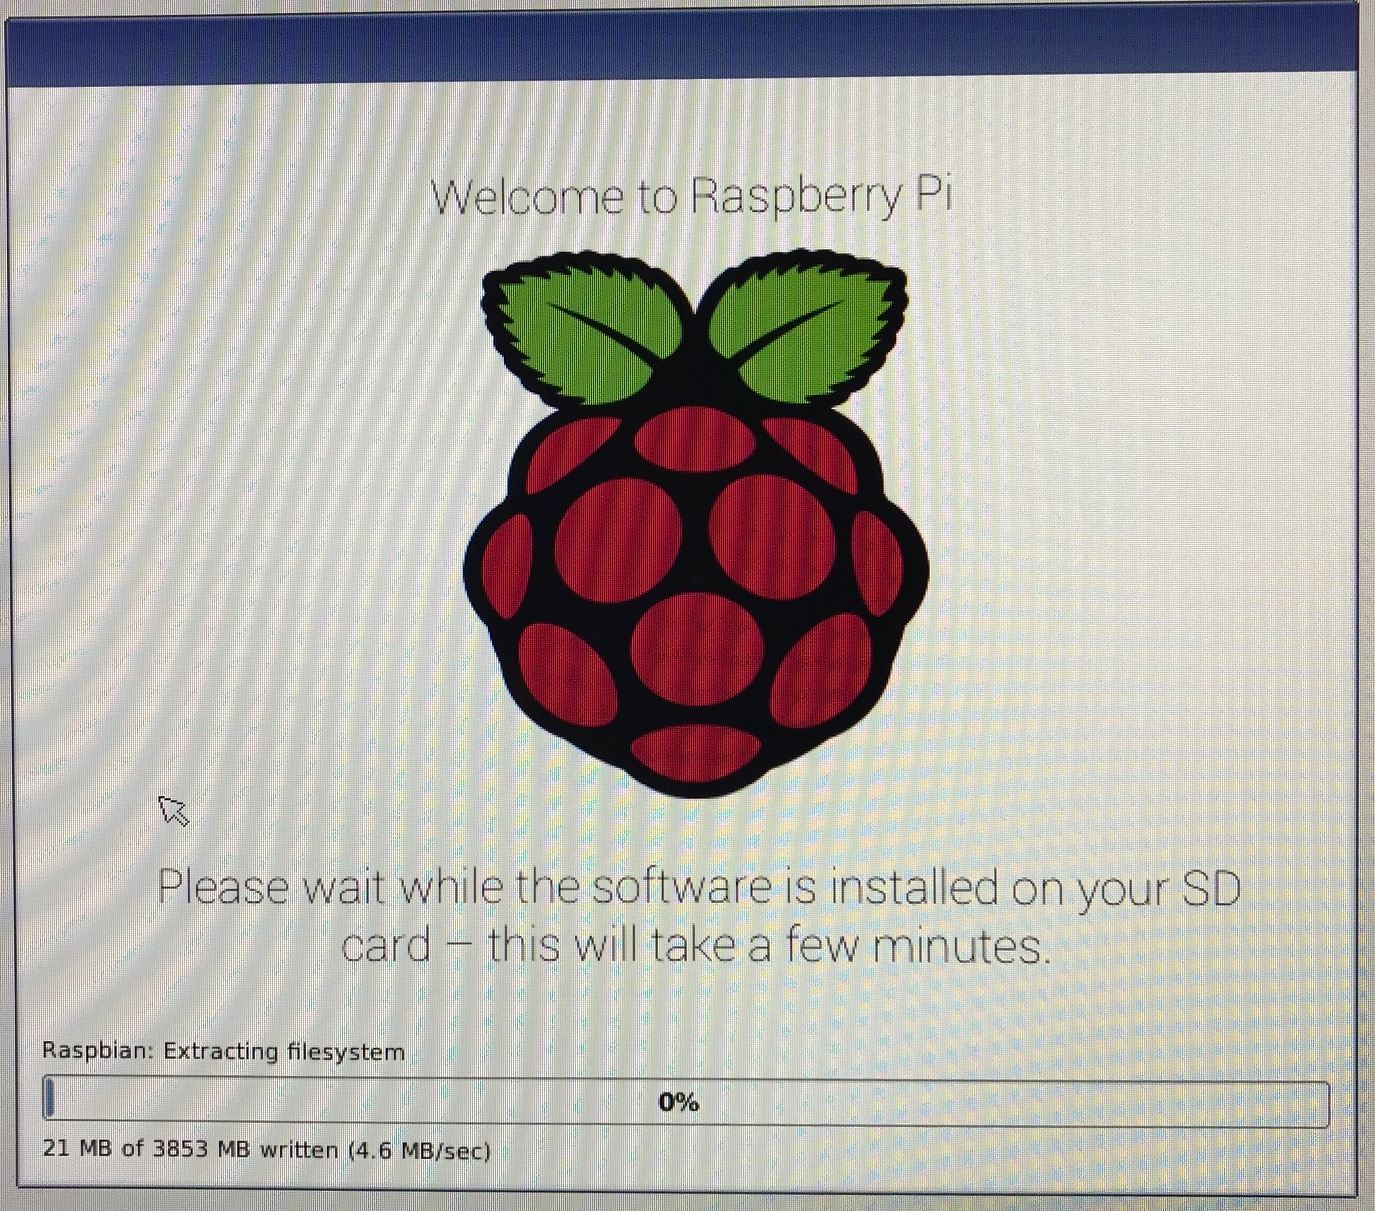 Welcome to Raspberry Pi
Please wait while the software is installed on your SD
card – this will take a few minutes.
Raspbian: Extracting filesystem
0%
21 MB of 3853 MB written (4.6 MB/sec)